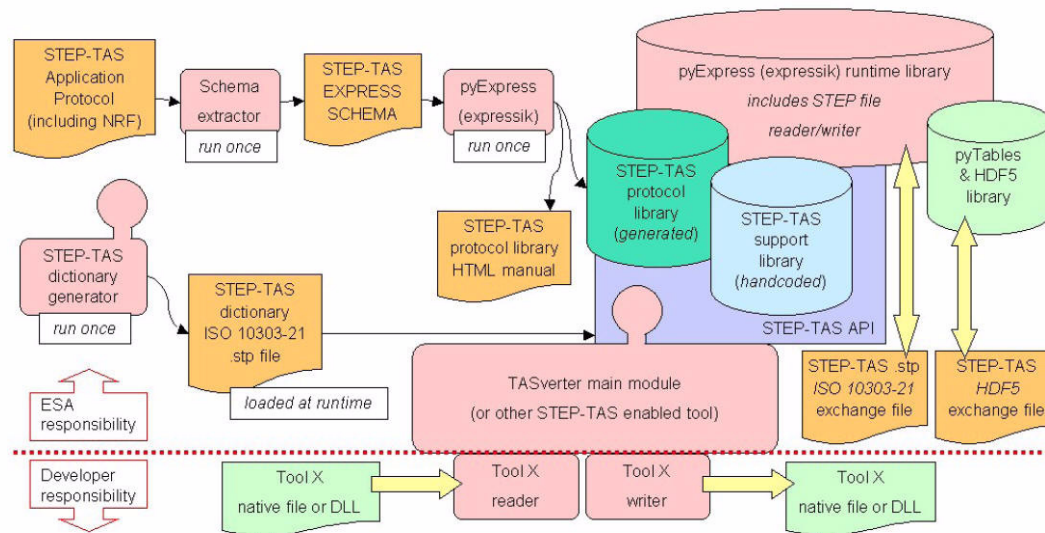 STEP-TAS
Application
Protocol
(including NRF)
Schema
extractor
run once
STEP-TAS
EXPRESS
SCHEMA
pyExpress
(expressik)
run once
pyExpress (expressik) runtime library
includes STEP file
reader/writer
pyTables
& HDF5
library
STEP-TAS
protocol
library
(generated)
STEP-TAS
support
library
(handcoded)
STEP-TAS API
STEP-TAS
protocol library
HTML manual
STEP-TAS
dictionary
generator
run once
STEP-TAS
dictionary
ISO 10303-21
.stp file
loaded at runtime
TASverter main module
(or other STEP-TAS enabled tool)
STEP-TAS .stp
ISO 10303-21
exchange file
STEP-TAS
HDF5
exchange file
ESA
responsibility
Developer
responsibility
Tool X
native file or DLL
Tool X
reader
Tool X
writer
Tool X
native file or DLL